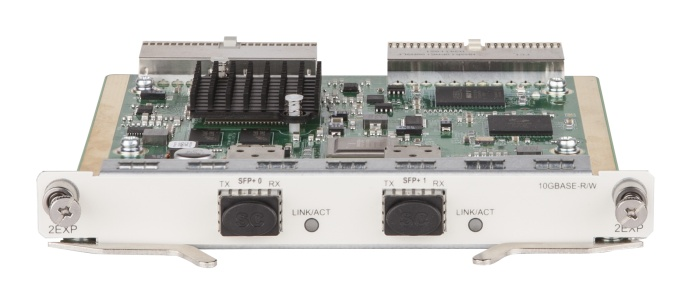 SFP+ 0
TX RX
LINK/ACT
2EXP
SFP+ 1
TX RX
LINK/ACT
10GBASE-R/W
2EXP